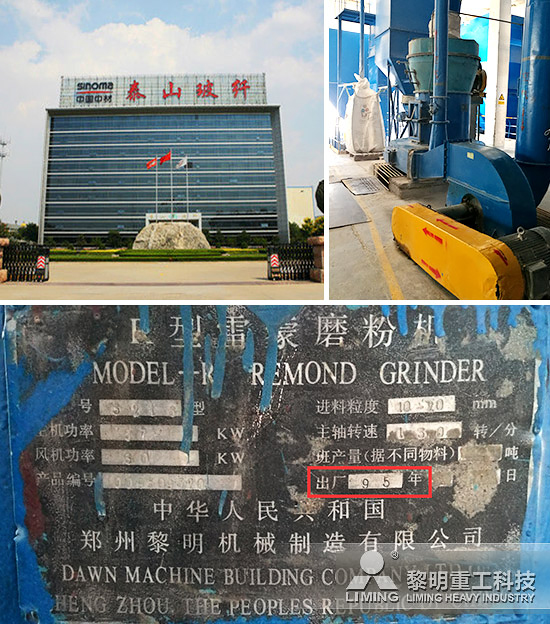 sinoma
中国中材
泰山玻纤
R型雷蒙磨粉机
MODEL-R REMOND GRINDER
号 型
进料粒度 10-20 mm
主机功率 KW
主轴转速 130 转/分
风机功率 30 KW
班产量(据不同物料) 吨
产品编号
出厂 95 年 日
中华人民共和国
郑州黎明机械制造有限公司
DAWN MACHINE BUILDING
HENG ZHOU, THE PEOPLES
黎明重工科技
LIMING
LIMING HEAVY INDUSTRY